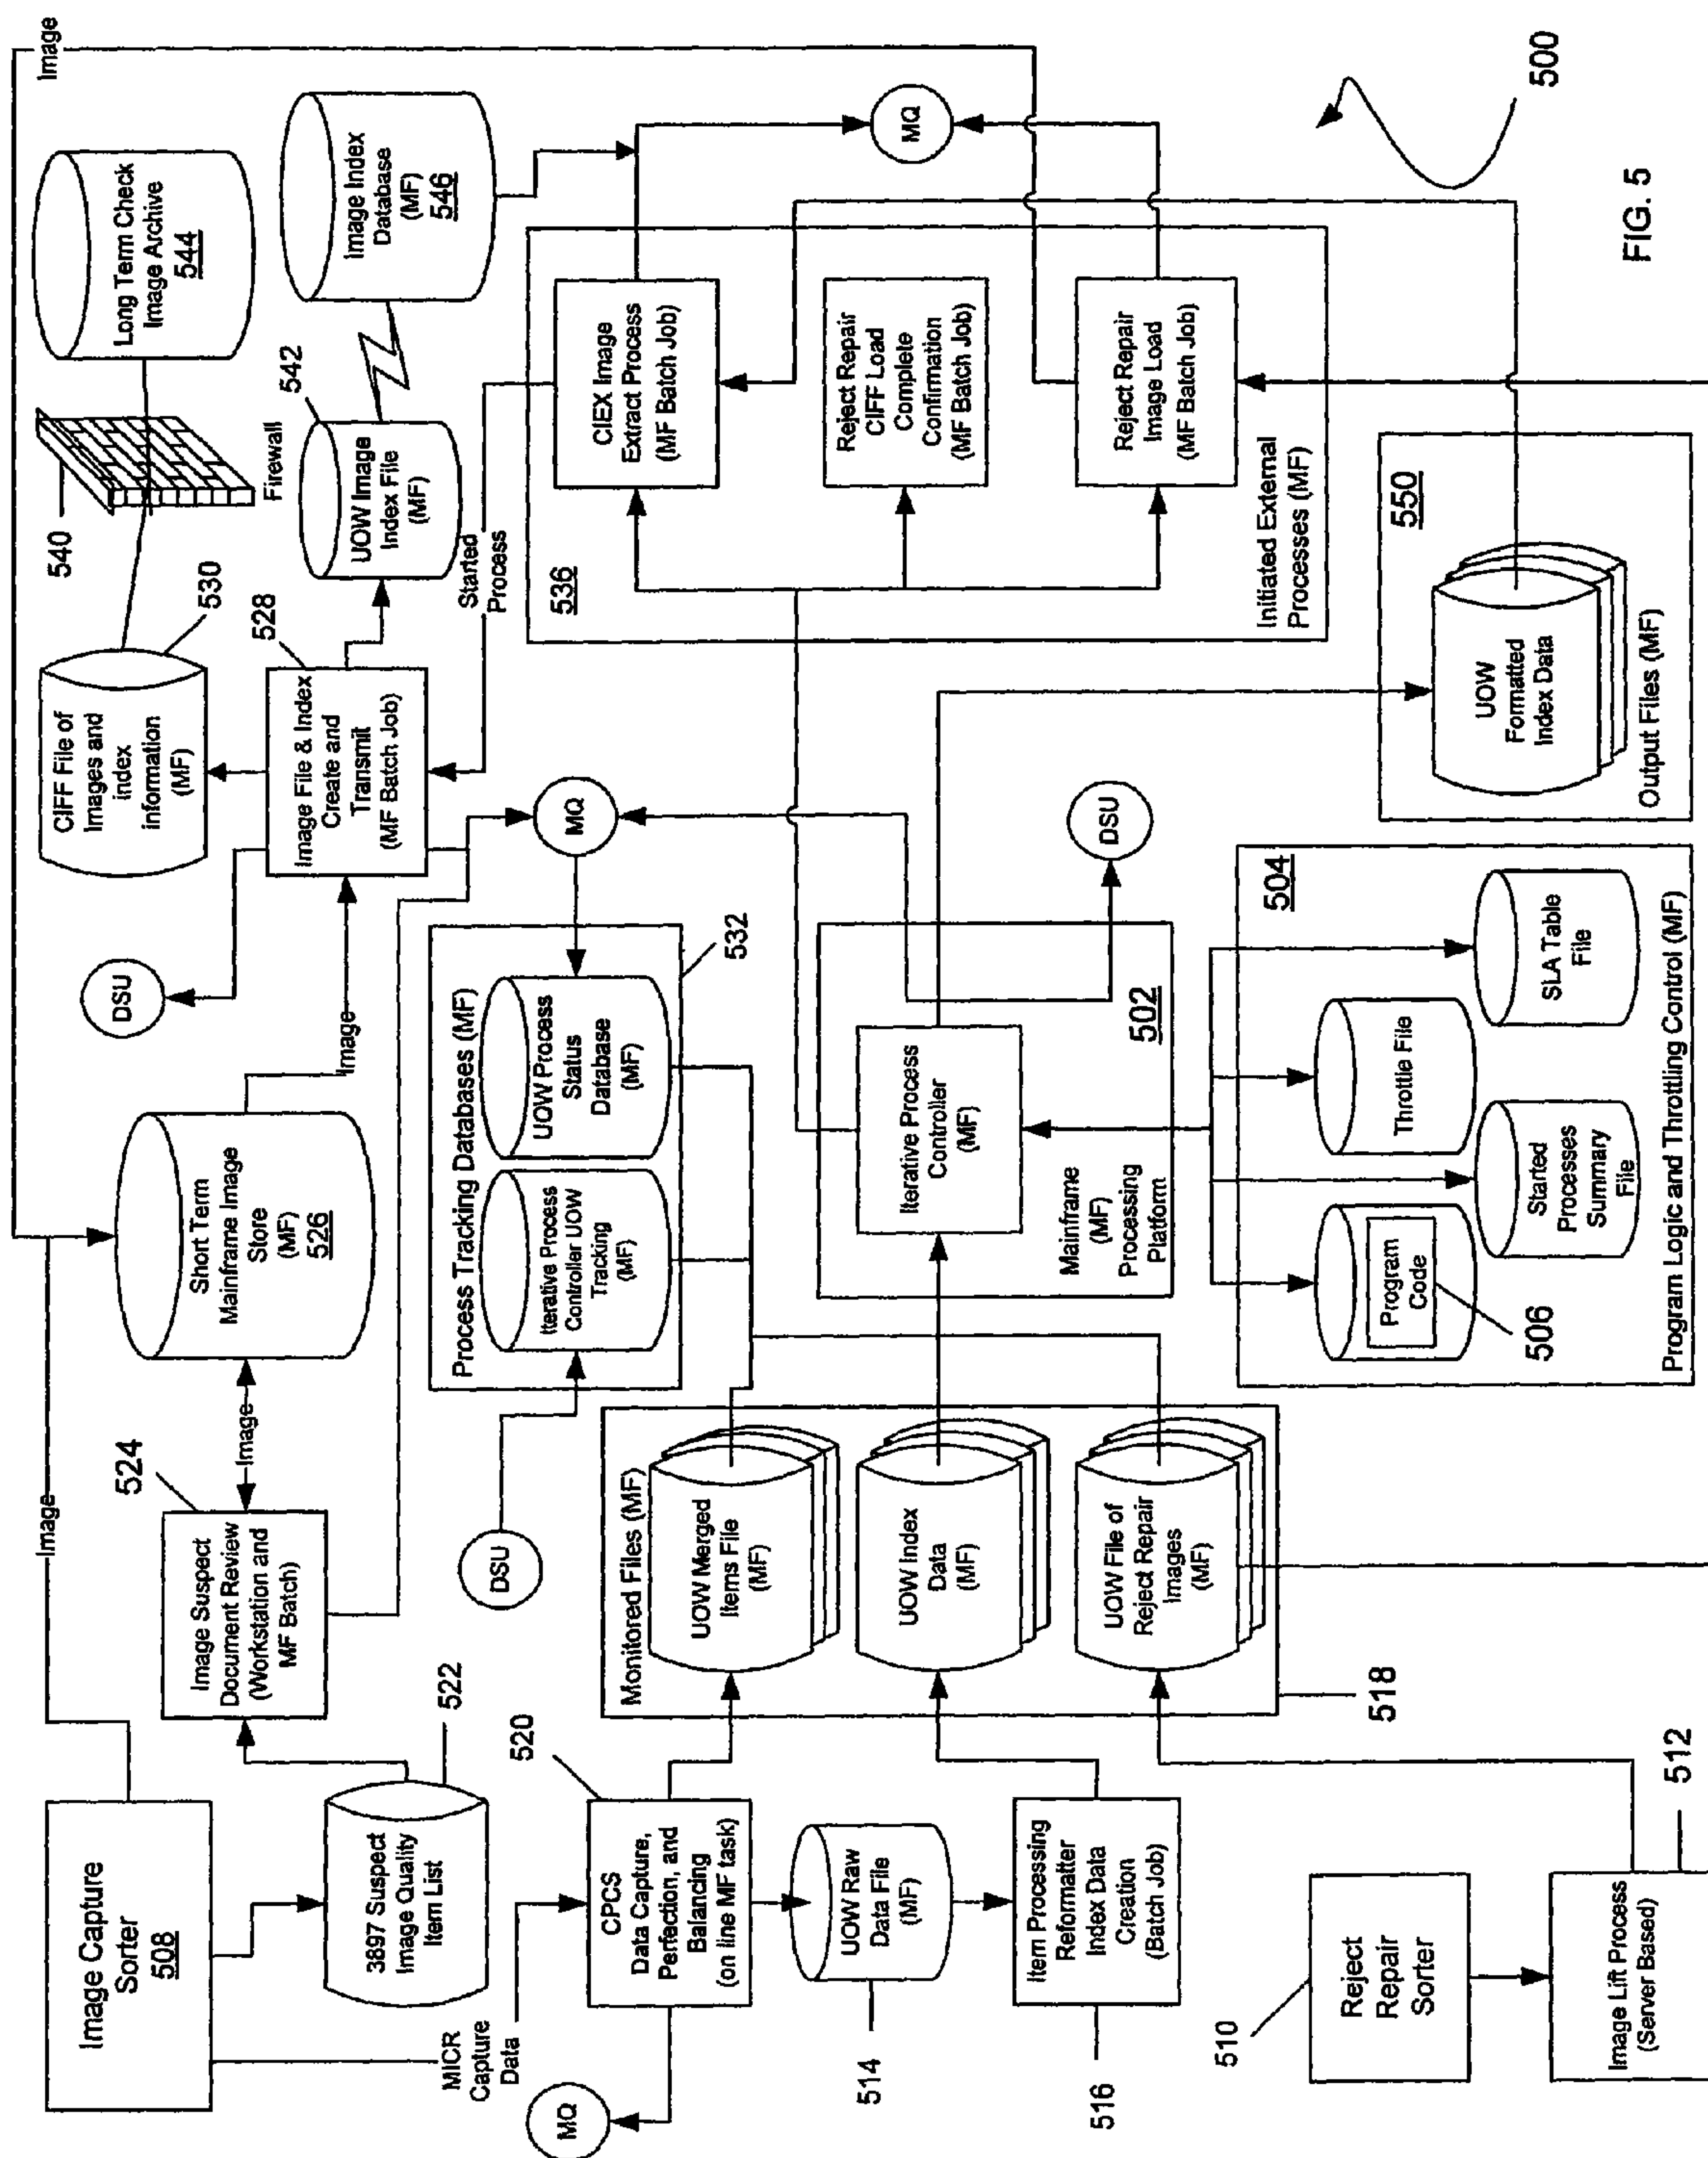 Image Capture
Sorter
508
3897 Suspect
Image Quality
Item List
522
MICR
Capture
Data
MQ
520
CPCS
Data Capture,
Perfection, and
Balancing
(on line MF task)
514
UOW Raw
Data File
(MF)
516
Item Processing
Reformatter
Index Data
Creation
(Batch Job)
510
Reject
Repair
Sorter
Image Lift Process
(Server Based)
512
Image
524
Image Suspect
Document Review
(Workstation and
MF Batch)
Image
Short Term
Mainframe Image
Store
(MF)
526
Image
DSU
DSU
Monitored Files (MF)
UOW Merged
Items File
(MF)
UOW Index
Data
(MF)
UOW File of
Reject Repair
Images
(MF)
518
Process Tracking Databases (MF)
Iterative Process
Controller UOW
Tracking
(MF)
UOW Process
Status
Database
(MF)
532
MQ
Iterative Process
Controller
(MF)
Mainframe
(MF)
Processing
Platform
502
DSU
504
Program
Code
506
Started
Processes
Summary
File
Throttle File
SLA Table
File
Program Logic and Throttling Control (MF)
CIFF File of
Images and
index
information
(MF)
530
528
Image File & Index
Create and
Transmit
(MF Batch Job)
540
Firewall
Long Term Check
Image Archive
544
542
UOW Image
Index File
(MF)
Image Index
Database
(MF)
546
Started
Process
536
CIEX Image
Extract Process
(MF Batch Job)
Reject Repair
CIFF Load
Complete
Confirmation
(MF Batch Job)
Reject Repair
Image Load
(MF Batch Job)
Initiated External
Processes (MF)
MQ
Image
550
UOW
Formatted
Index Data
Output Files (MF)
500
FIG. 5